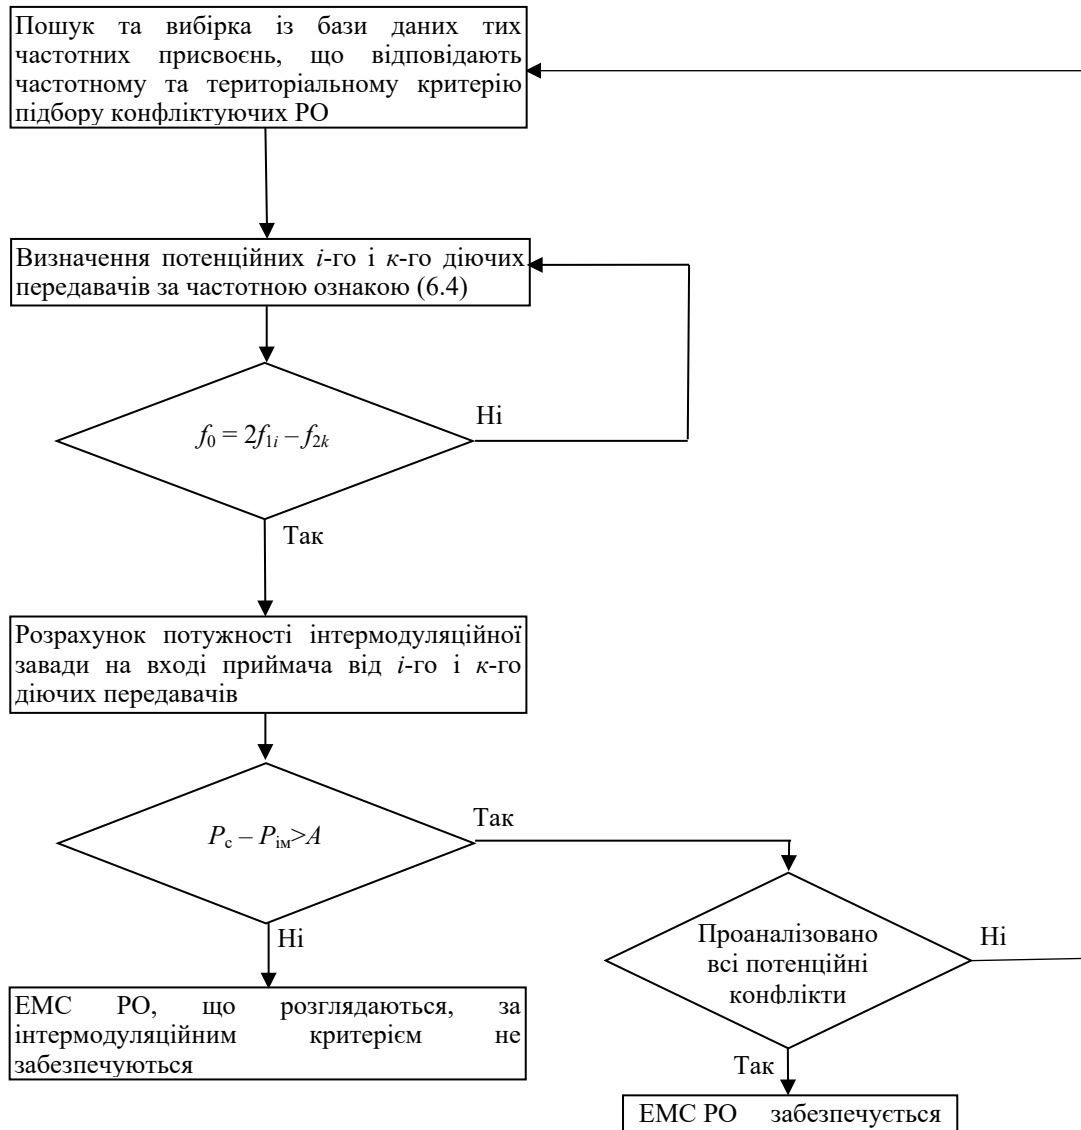 Пошук та вибірка із бази даних тих
частотних присвоєнь, що відповідають
частотному та територіальному критерію
підбору конфліктуючих РО
Визначення потенційних i-го і к-го діючих
передавачів за частотною ознакою (6.4)
Ні
f₀ = 2f₁ᵢ – f₂ₖ
Так
Розрахунок потужності інтермодуляційної
завади на вході приймача від i-го і к-го
діючих передавачів
Так
Pс – Pім>A
Ні
Проаналізовано
всі потенційні
конфлікти
Ні
ЕМС РО, що розглядаються, за
інтермодуляційним критерієм не
забезпечуються
Так
ЕМС РО забезпечується